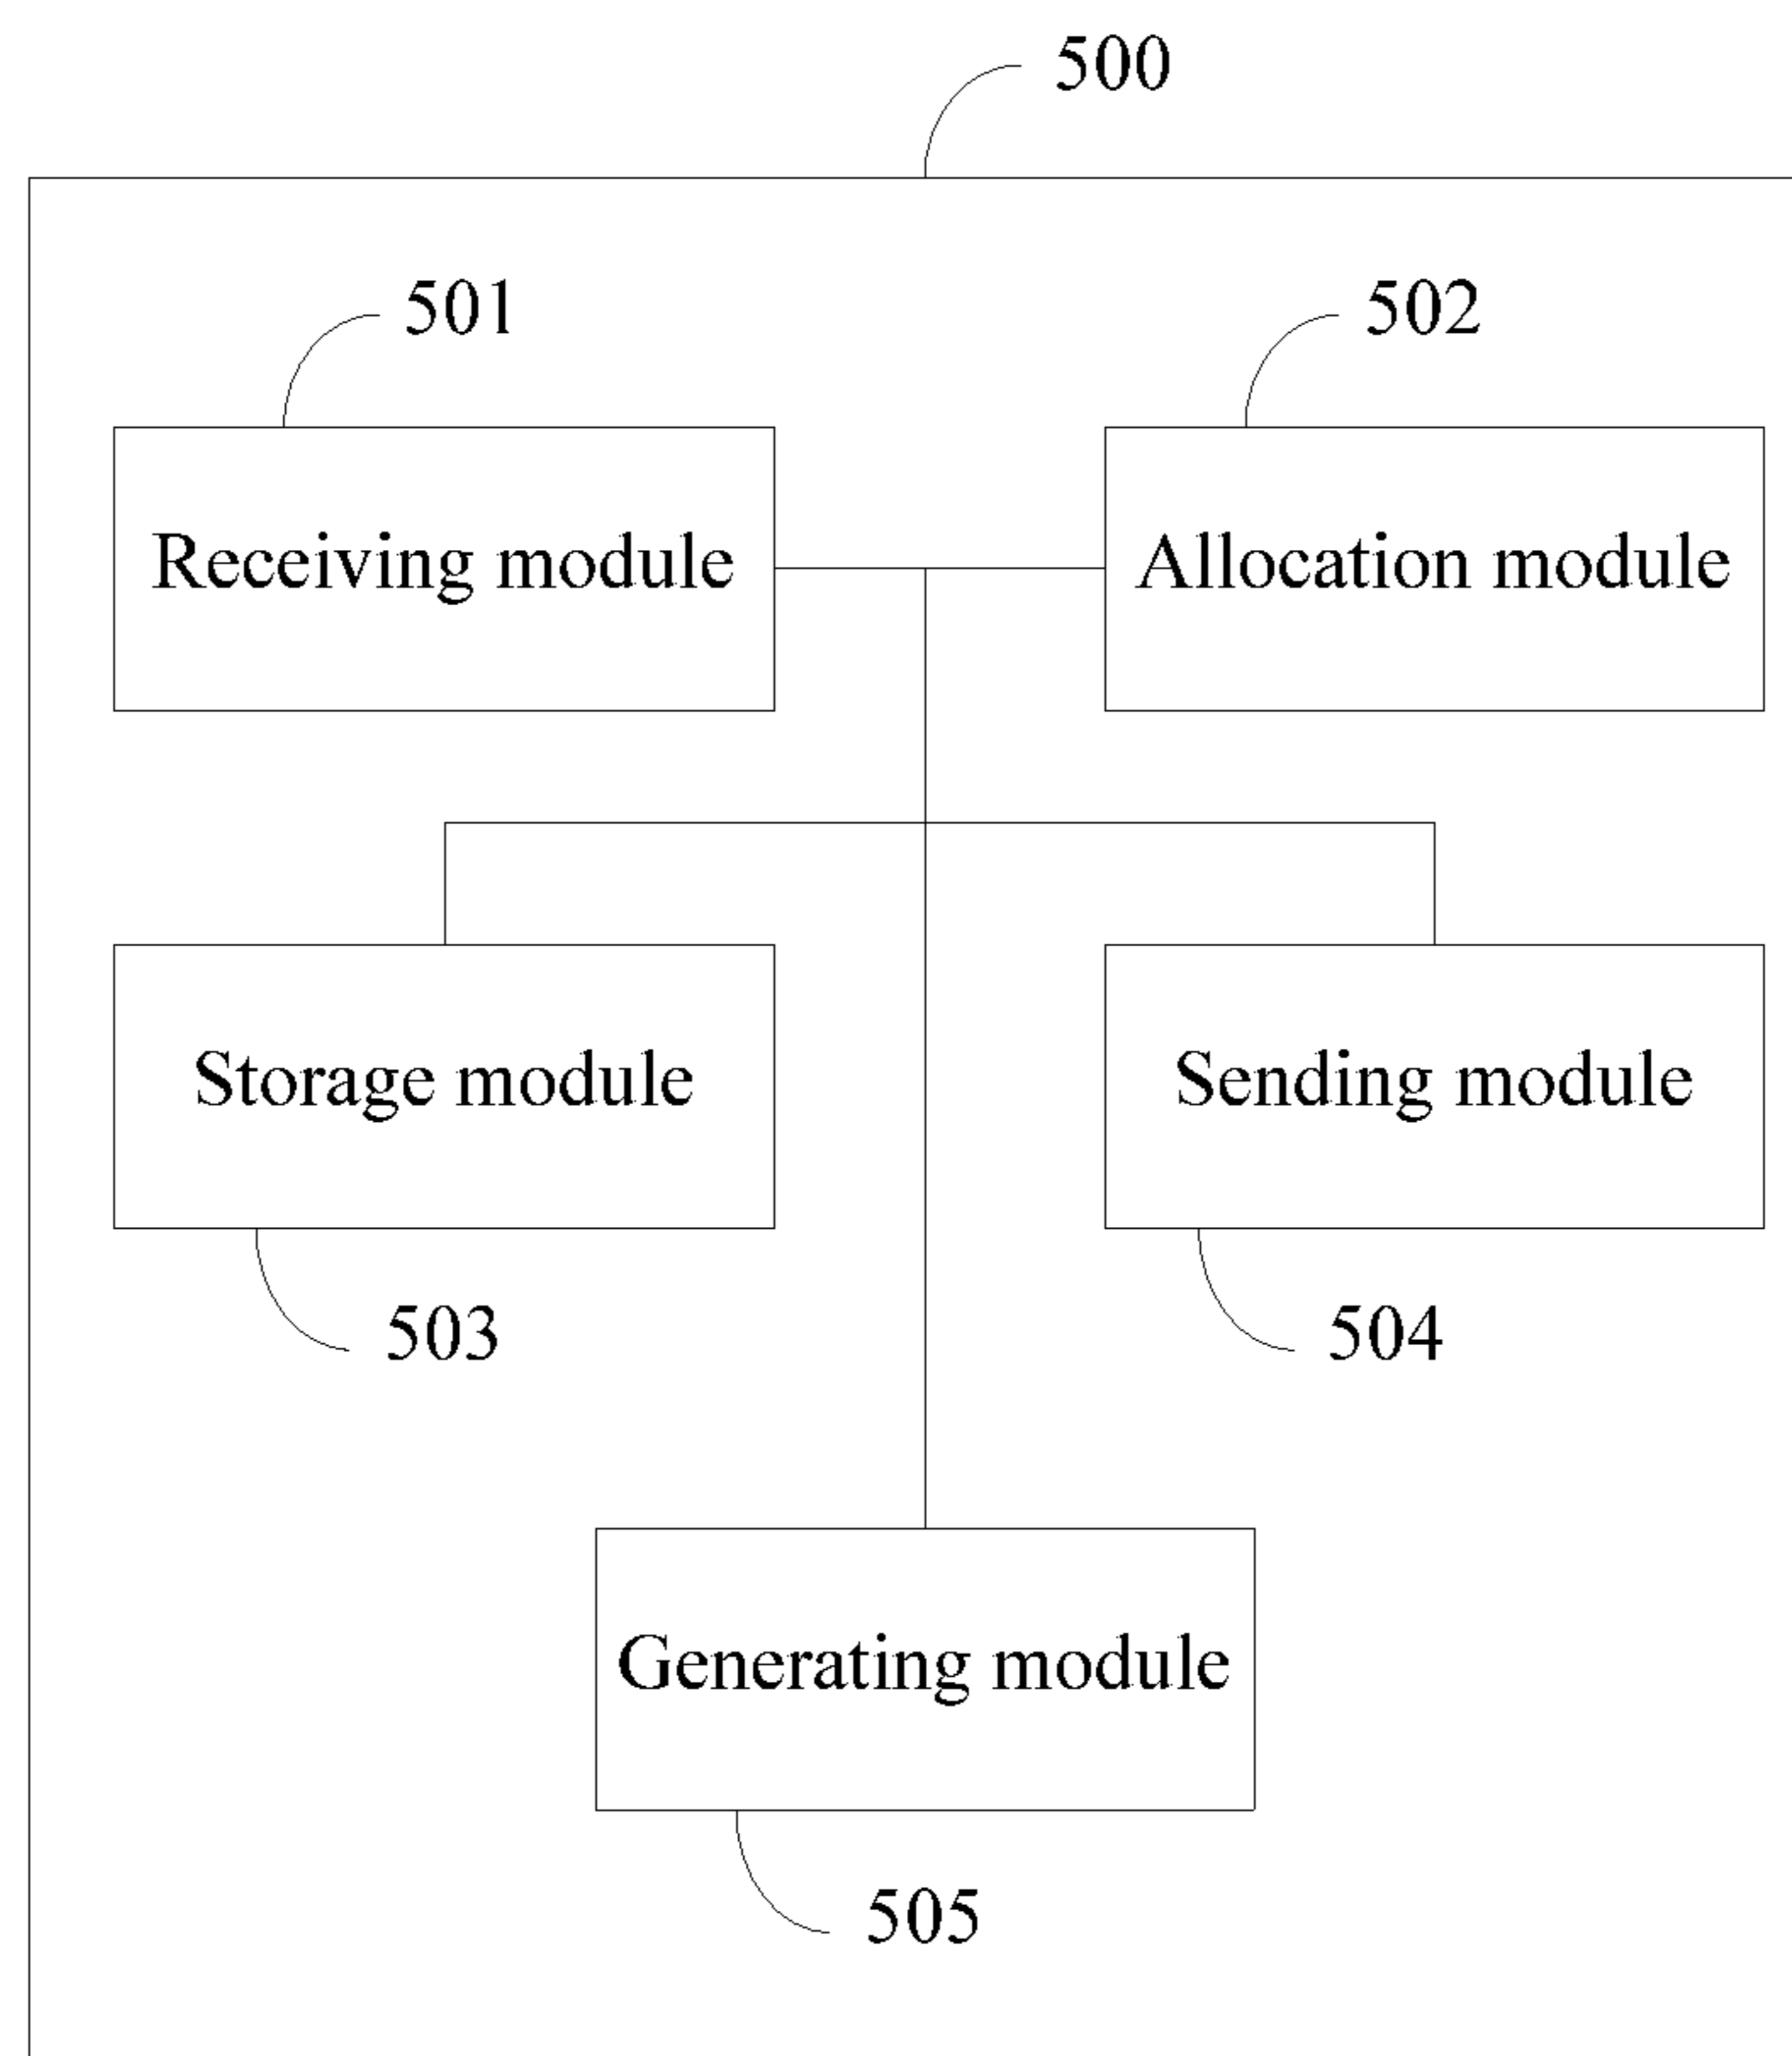 500
501
502
Receiving module
Allocation module
Storage module
Sending module
503
504
Generating module
505